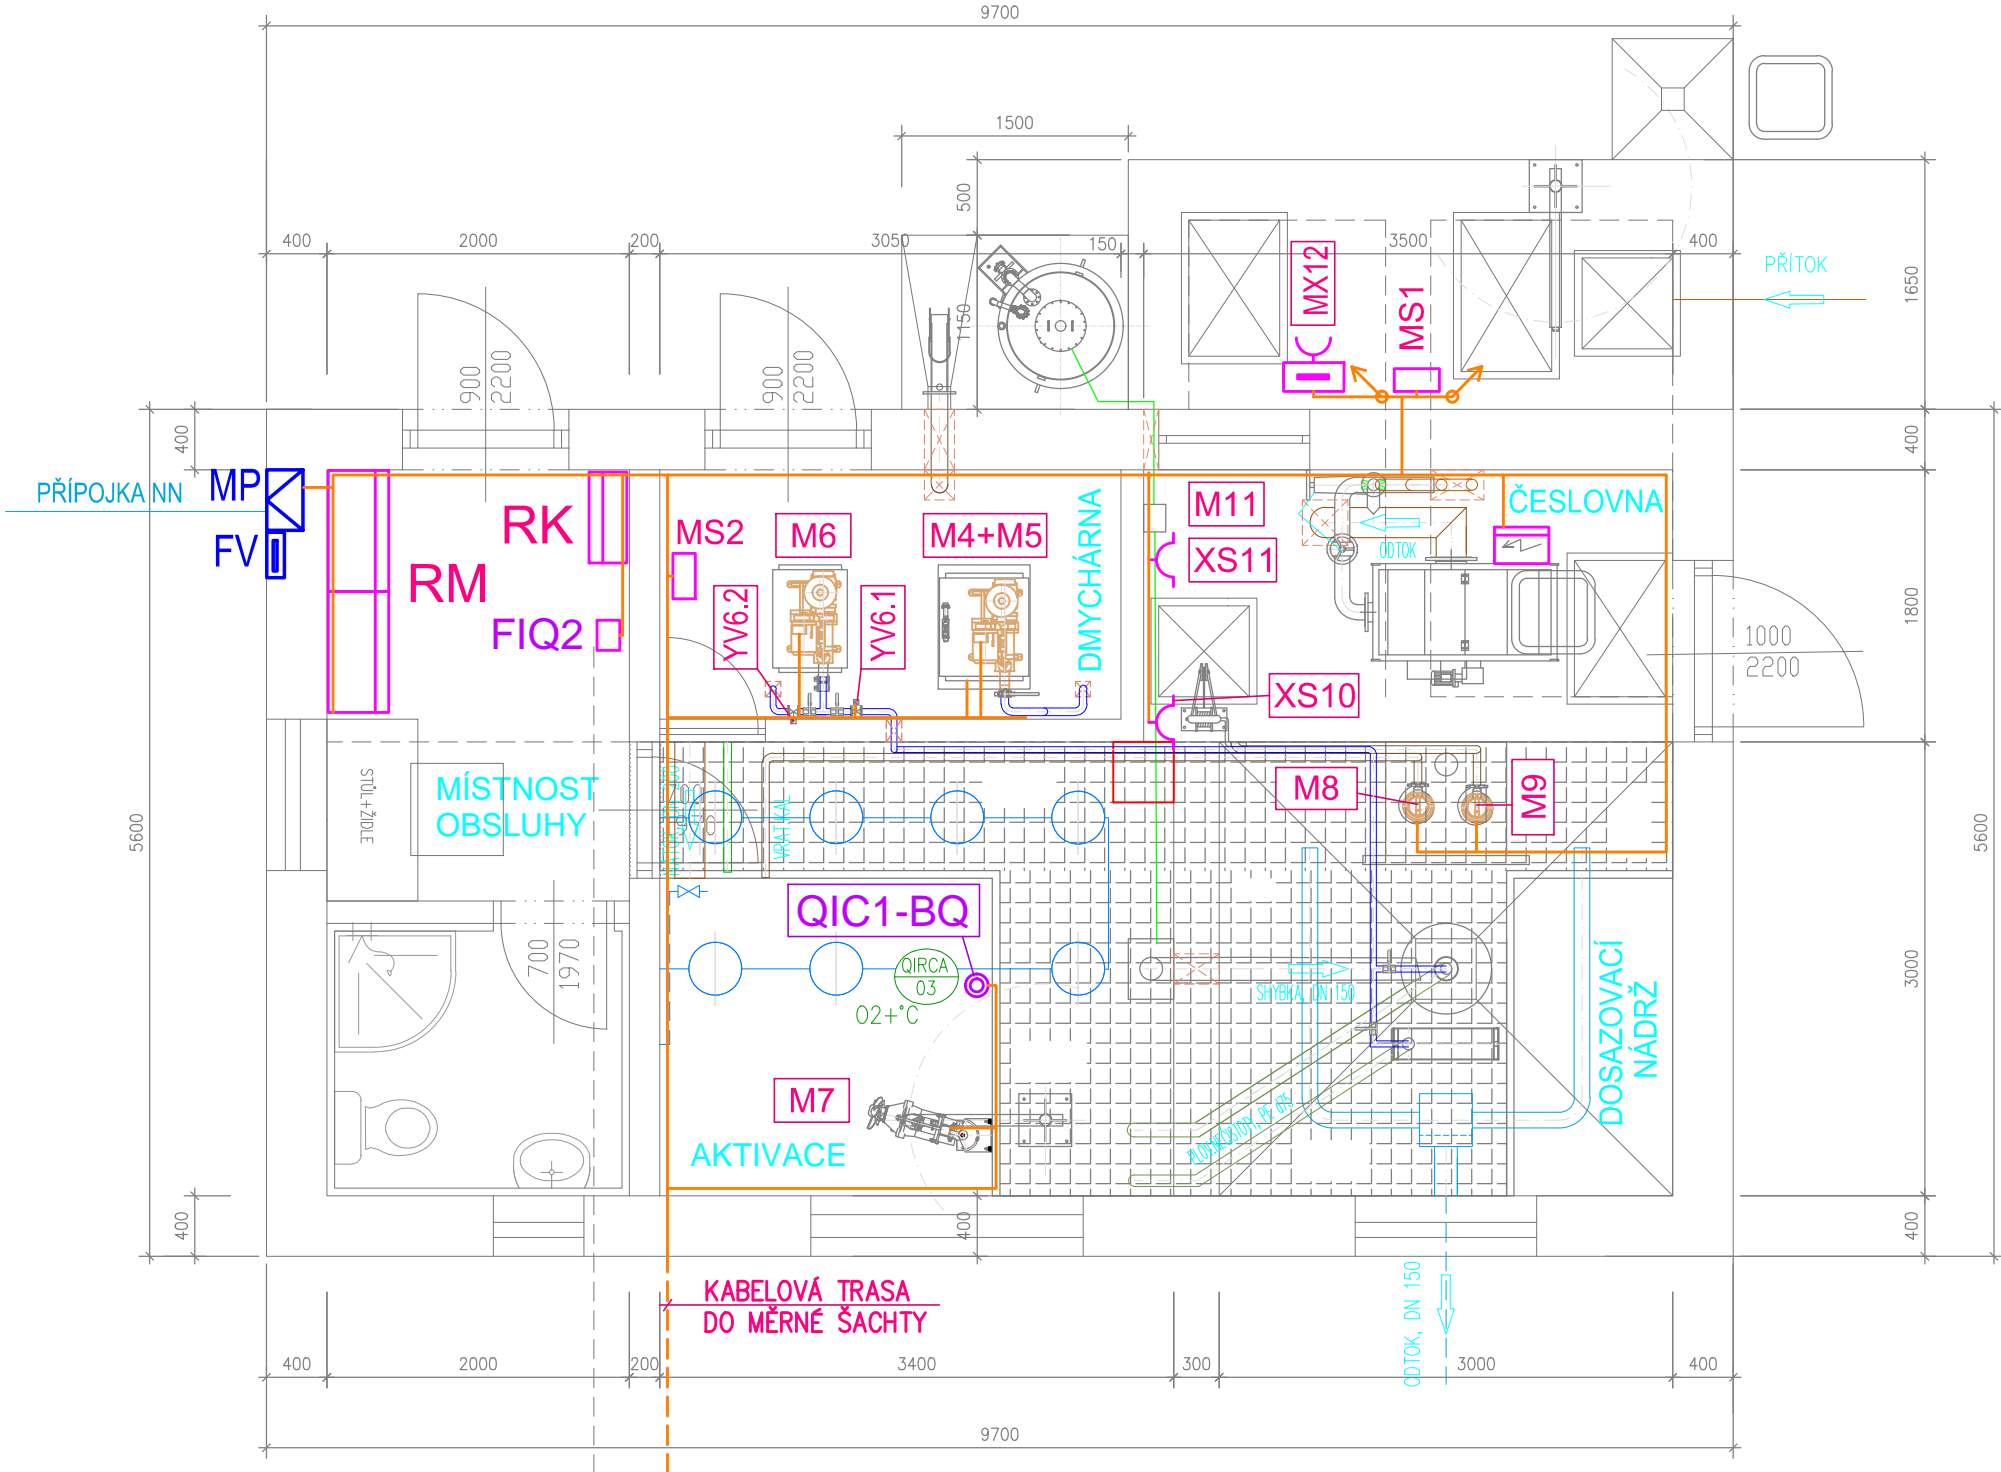 9700
1500
500
400
2000
200
3050
150
3500
400
PŘÍTOK
1650
1150
MX12
MS1
900
2200
900
2200
400
400
PŘÍPOJKA NN
MP
FV
RK
RM
FIQ2
MS2
M6
M4+M5
YV6.2
YV6.1
DMYCHÁRNA
M11
XS11
XS10
ODTOK
ČESLOVNA
1800
1000
2200
5600
5600
STŮL+ŽIDLE
MÍSTNOST
OBSLUHY
VRAT.KAL
M8
M9
QIC1-BQ
QIRCA
03
O2+°C
700
1970
SHYBKA, DN 150
DOSAZOVACÍ
NÁDRŽ
3000
M7
AKTIVACE
400
400
400
KABELOVÁ TRASA
DO MĚRNÉ ŠACHTY
ODTOK, DN 150
400
2000
200
3400
300
3000
400
9700